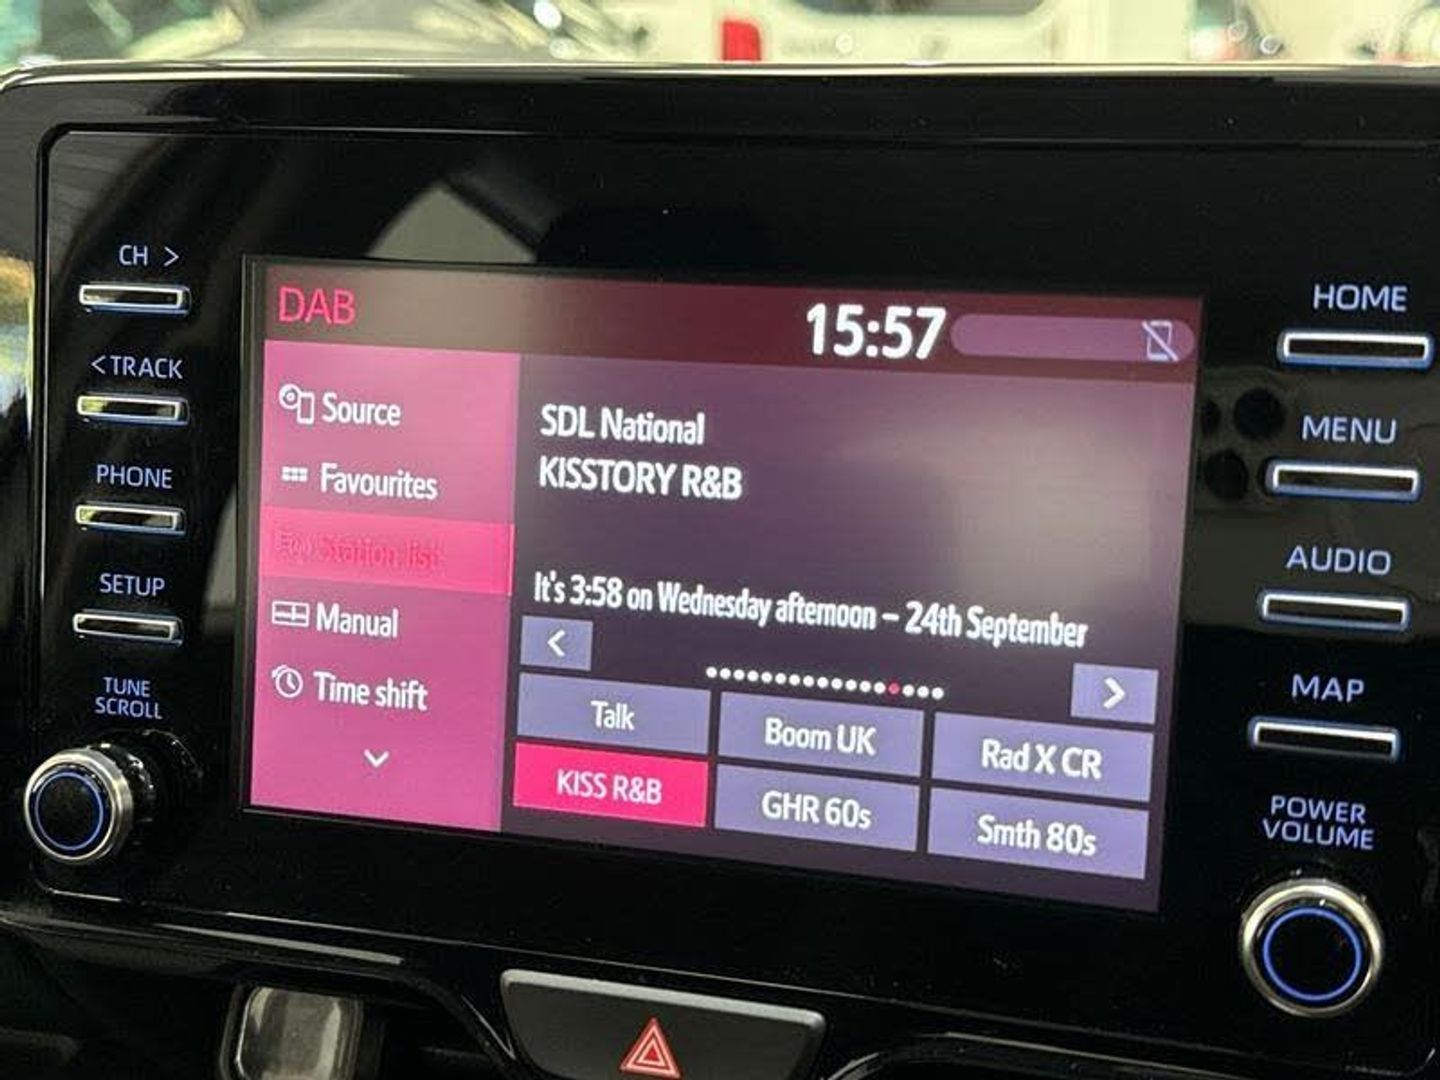 CH >
< TRACK
PHONE
SETUP
TUNE
SCROLL
DAB
15:57
Source
Favourites
Station list
Manual
Time shift
SDL National
KISSTORY R&B
It's 3:58 on Wednesday afternoon – 24th September
<
>
Talk
Boom UK
Rad X CR
KISS R&B
GHR 60s
Smth 80s
HOME
MENU
AUDIO
MAP
POWER
VOLUME